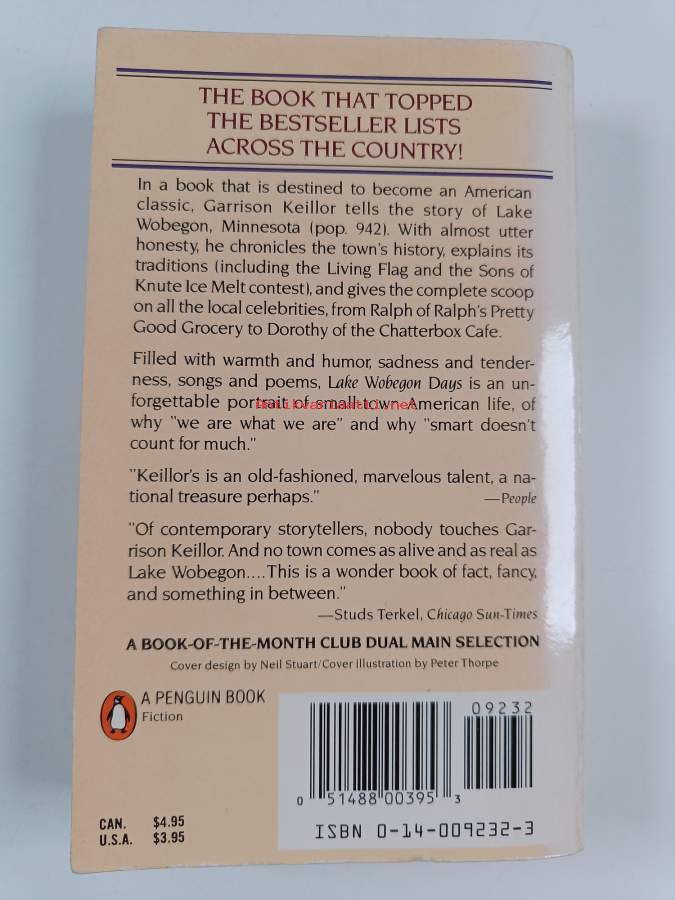 THE BOOK THAT TOPPED
THE BESTSELLER LISTS
ACROSS THE COUNTRY!
In a book that is destined to become an American
classic, Garrison Keillor tells the story of Lake
Wobegon, Minnesota (pop. 942). With almost utter
honesty, he chronicles the town's history, explains its
traditions (including the Living Flag and the Sons of
Knute Ice Melt contest), and gives the complete scoop
on all the local celebrities, from Ralph of Ralph's Pretty
Good Grocery to Dorothy of the Chatterbox Cafe.
Filled with warmth and humor, sadness and tender-
ness, songs and poems, Lake Wobegon Days is an un-
forgettable portrait of small-town American life, of
antikvariaatti.net
why "we are what we are" and why "smart doesn't
count for much."
"Keillor's is an old-fashioned, marvelous talent, a na-
tional treasure perhaps." —People
"Of contemporary storytellers, nobody touches Gar-
rison Keillor. And no town comes as alive and as real as
Lake Wobegon....This is a wonder book of fact, fancy,
and something in between."
—Studs Terkel, Chicago Sun-Times
A BOOK-OF-THE-MONTH CLUB DUAL MAIN SELECTION
Cover design by Neil Stuart/Cover illustration by Peter Thorpe
A PENGUIN BOOK
Fiction
09232
0 51488 00395 3
ISBN 0-14-009232-3
CAN. $4.95
U.S.A. $3.95